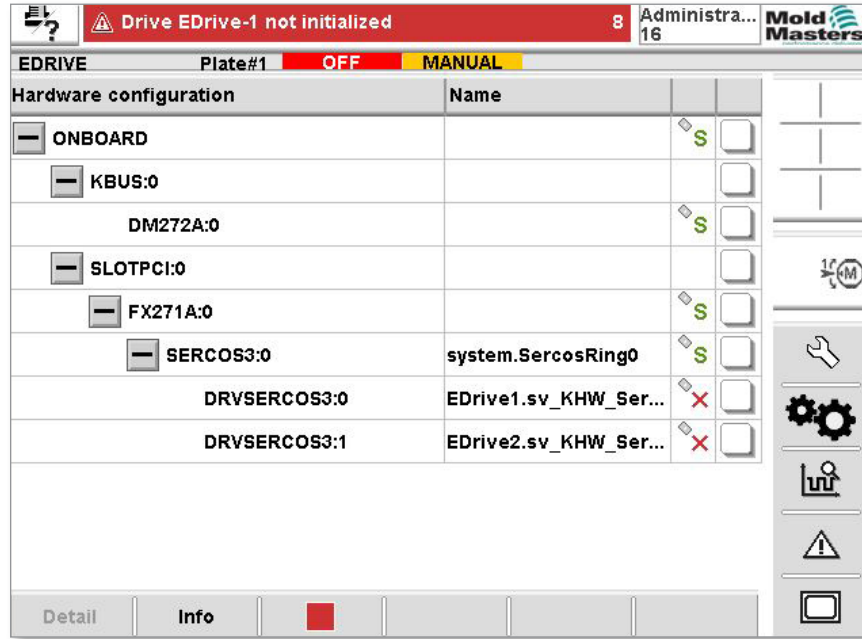 Drive EDrive-1 not initialized 8
Administra...
16
Mold
Masters
EDRIVE Plate#1 OFF MANUAL
Hardware configuration Name
ONBOARD S
KBUS:0
DM272A:0 S
SLOTPCI:0
FX271A:0 S
SERCOS3:0 system.SercosRing0 S
DRVSERCOS3:0 EDrive1.sv_KHW_Ser...
DRVSERCOS3:1 EDrive2.sv_KHW_Ser...
Detail Info